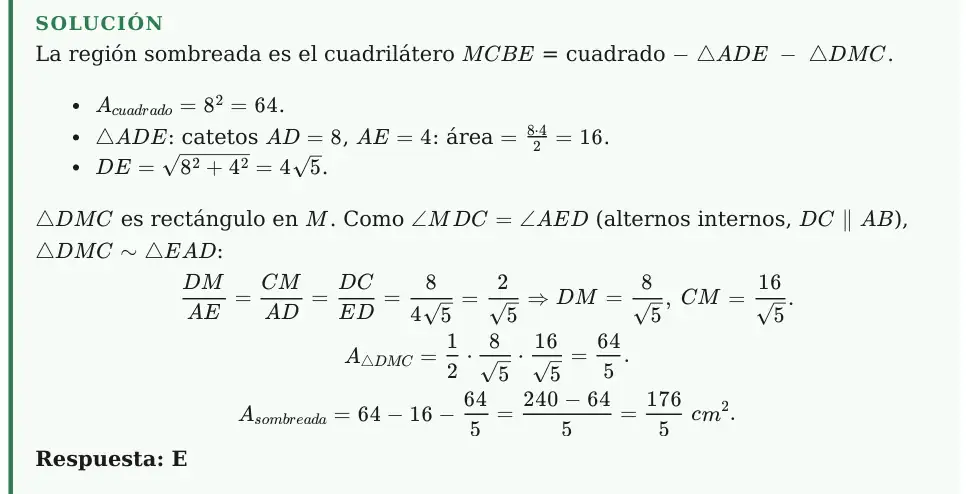 SOLUCIÓN
La región sombreada es el cuadrilátero MCBE = cuadrado − △ADE − △DMC.
• A_cuadrado = 8² = 64.
• △ADE: catetos AD = 8, AE = 4: área = 8·4/2 = 16.
• DE = √(8² + 4²) = 4√5.
△DMC es rectángulo en M. Como ∠MDC = ∠AED (alternos internos, DC ∥ AB),
△DMC ∼ △EAD:
DM/AE = CM/AD = DC/ED = 8/(4√5) = 2/√5 ⇒ DM = 8/√5, CM = 16/√5.
A_△DMC = 1/2 · 8/√5 · 16/√5 = 64/5.
A_sombreada = 64 − 16 − 64/5 = (240 − 64)/5 = 176/5 cm².
Respuesta: E